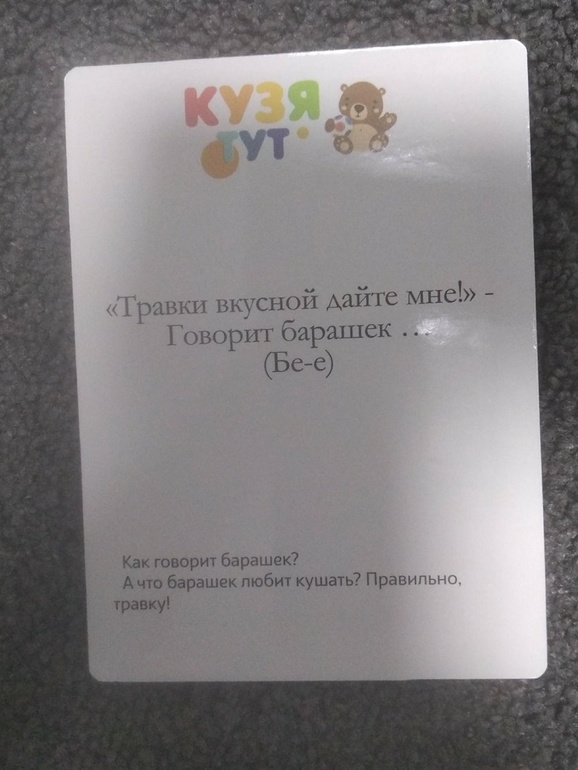 КУЗЯ
ТУТ
«Травки вкусной дайте мне!» -
Говорит барашек ...
(Бе-е)
Как говорит барашек?
А что барашек любит кушать? Правильно,
травку!